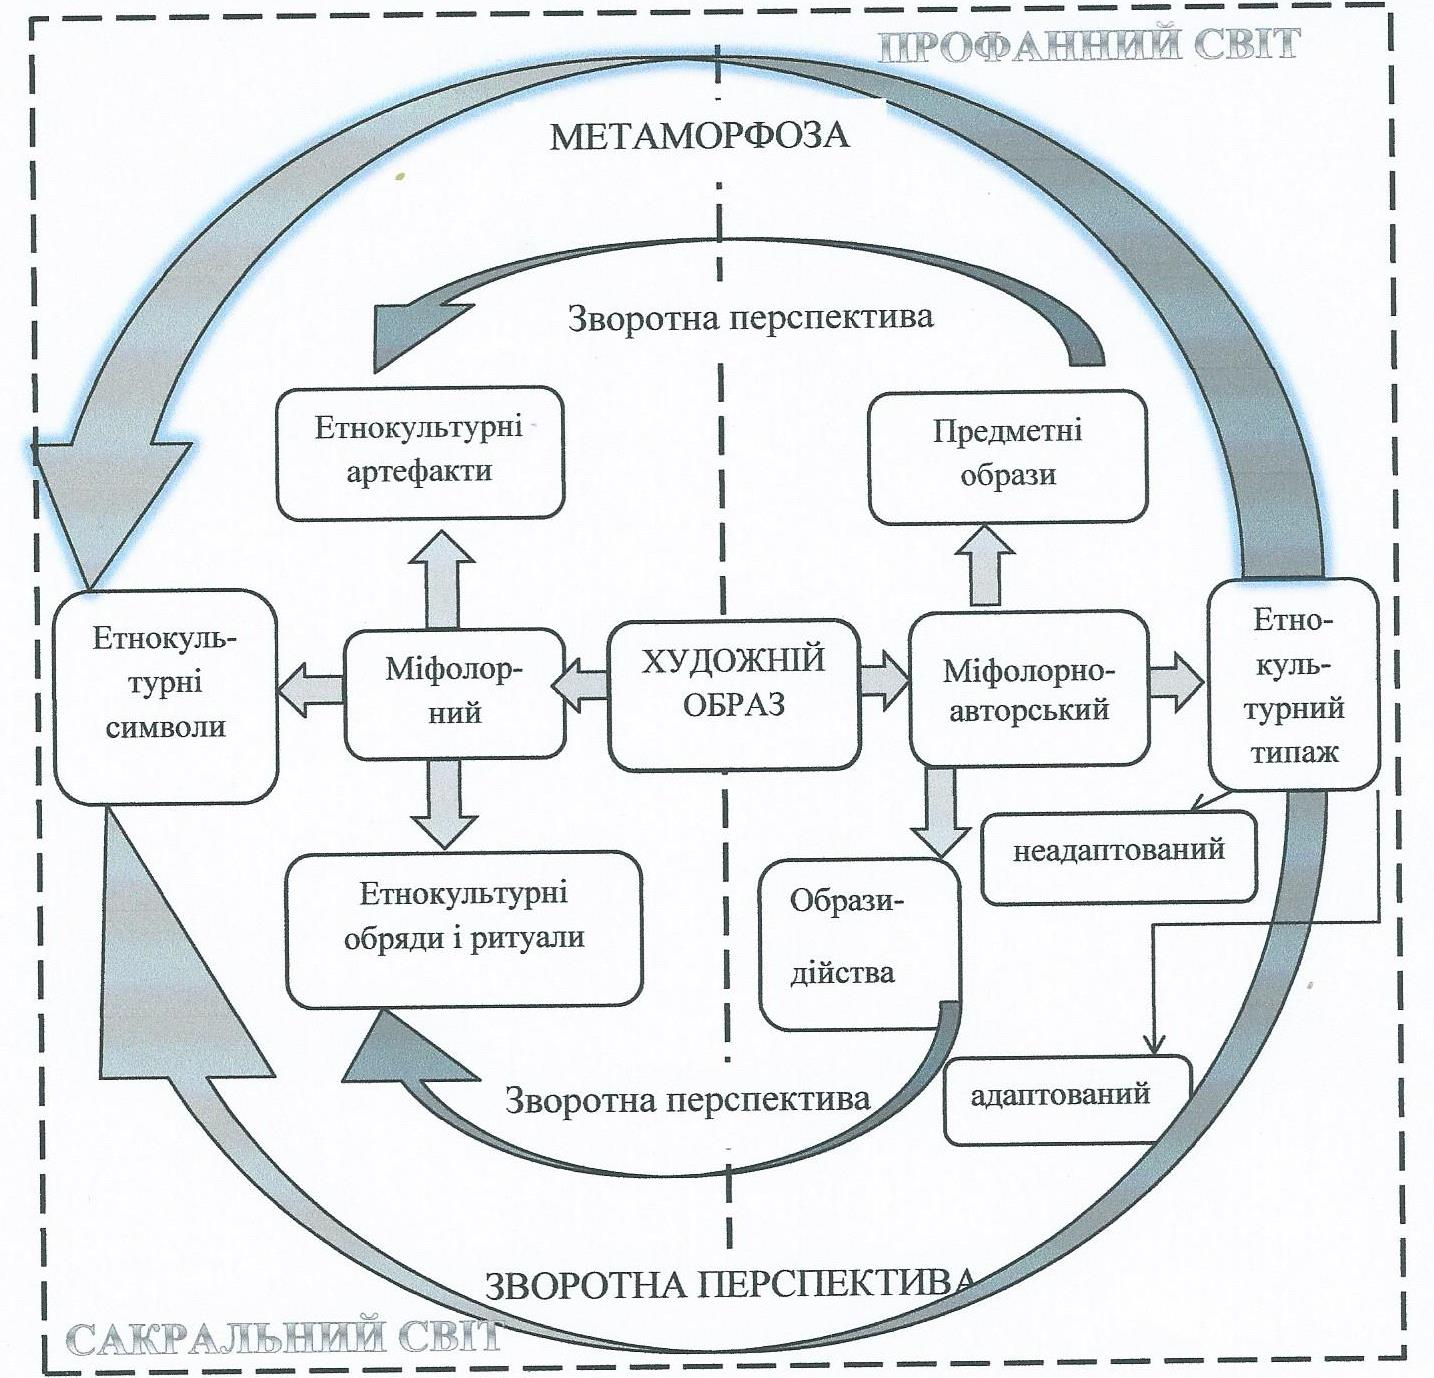 ПРОФАННИЙ СВІТ
МЕТАМОРФОЗА
Зворотна перспектива
Етнокультурні
артефакти
Предметні
образи
Етнокуль-
турні
символи
Міфолор-
ний
ХУДОЖНІЙ
ОБРАЗ
Міфолорно-
авторський
Етно-
куль-
турний
типаж
неадаптований
Етнокультурні
обряди і ритуали
Образи-
дійства
адаптований
Зворотна перспектива
ЗВОРОТНА ПЕРСПЕКТИВА
САКРАЛЬНИЙ СВІТ